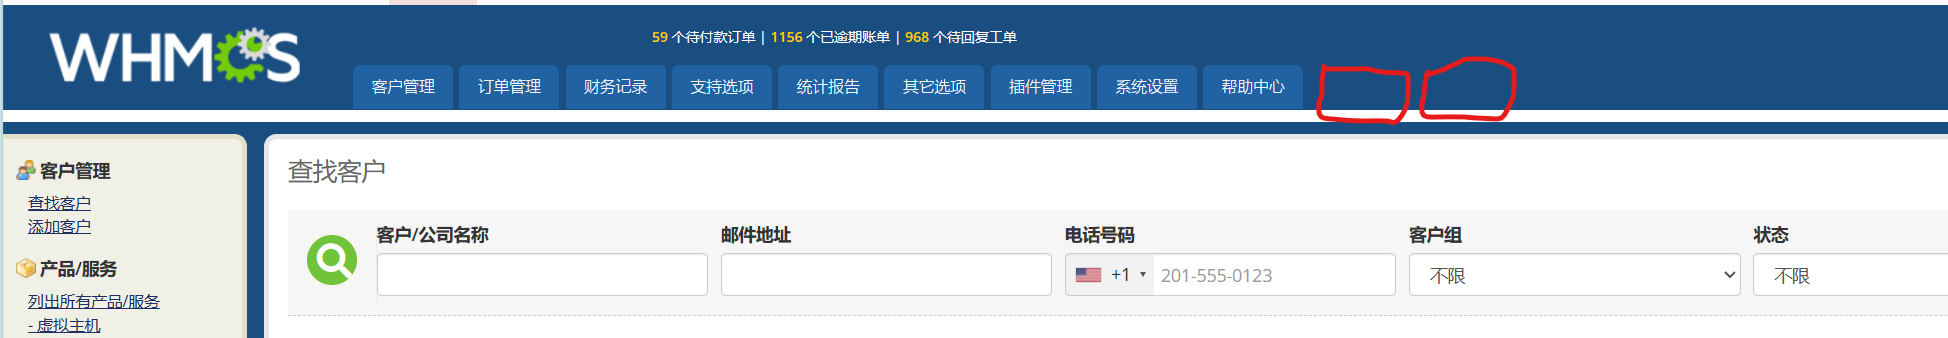 WHMCS
59 个待付款订单 | 1156 个已逾期账单 | 968 个待回复工单
客户管理 订单管理 财务记录 支持选项 统计报告 其它选项 插件管理 系统设置 帮助中心
客户管理
查找客户
添加客户
产品/服务
列出所有产品/服务
- 虚拟主机
查找客户
客户/公司名称 邮件地址 电话号码 客户组 状态
+1 201-555-0123 不限 不限